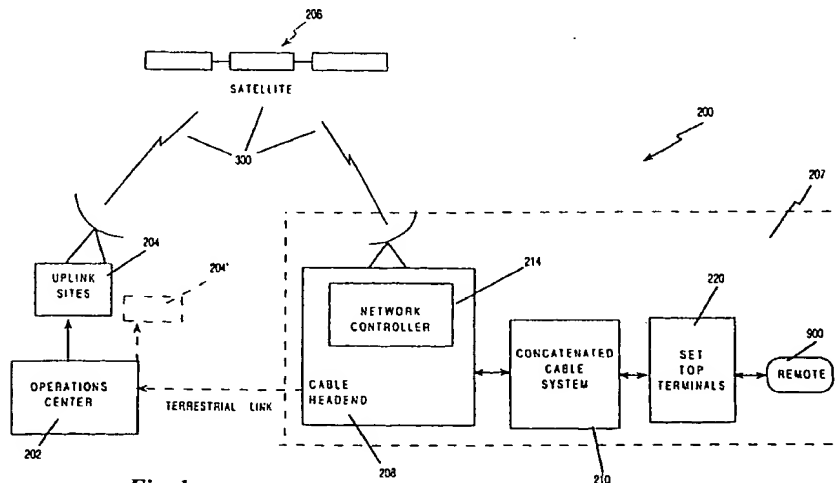 206
SATELLITE
200
300
207
204
UPLINK
SITES
204'
214
NETWORK
CONTROLLER
220
900
OPERATIONS
CENTER
CONCATENATED
CABLE
SYSTEM
SET
TOP
TERMINALS
REMOTE
CABLE
HEADEND
TERRESTRIAL LINK
202
208
210